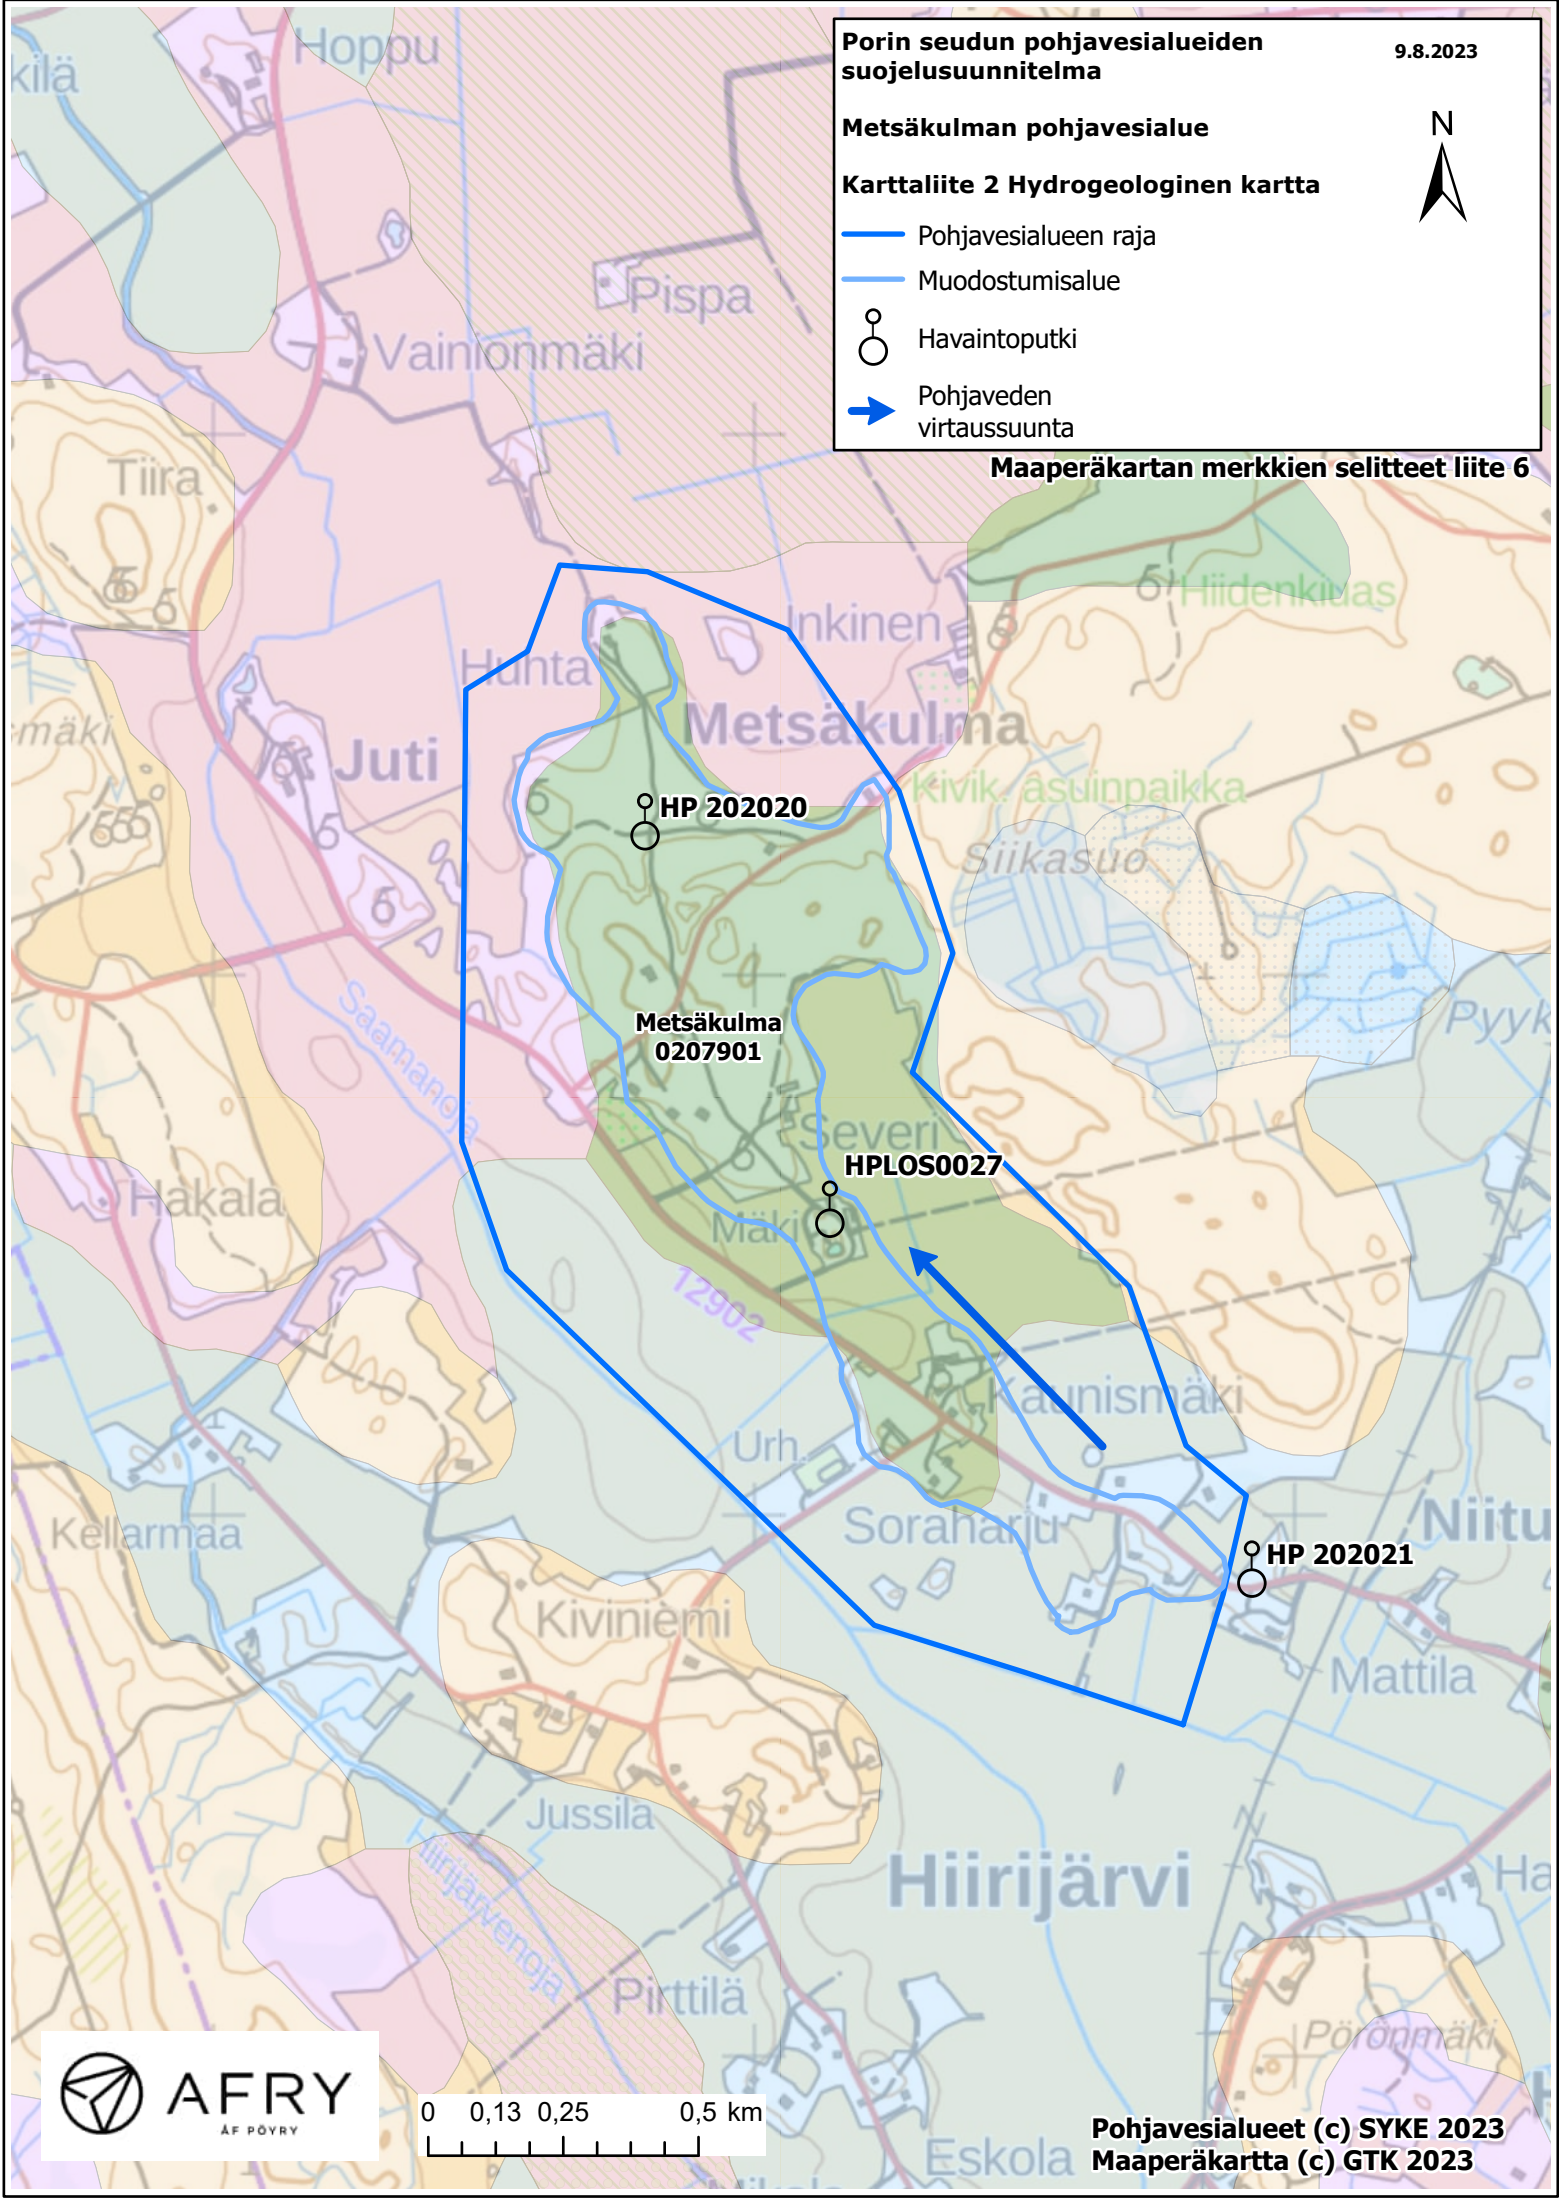 Porin seudun pohjavesialueiden
suojelusuunnitelma
9.8.2023
Metsäkulman pohjavesialue
Karttaliite 2 Hydrogeologinen kartta
N
Pohjavesialueen raja
Muodostumisalue
Havaintoputki
Pohjaveden
virtaussuunta
Maaperäkartan merkkien selitteet liite 6
Hoppu
kilä
Pispa
Vainionmäki
Tiira
Hiidenkiuas
Inkinen
Huhta
Metsäkulma
mäki
Juti
Kivik. asuinpaikka
HP 202020
Siikasuo
Saamanoja
Metsäkulma
0207901
Pyyk
Severi
HPLOS0027
Hakala
Mäki
12902
Kaunismäki
Urh.
Kellarmaa
Soraharju
Niitu
HP 202021
Kiviniemi
Mattila
Jussila
Hiirijärvenoja
Hiirijärvi
Ha
Pirttilä
Pörönmäki
AFRY
ÅF PÖYRY
0 0,13 0,25 0,5 km
Eskola
Pohjavesialueet (c) SYKE 2023
Maaperäkartta (c) GTK 2023